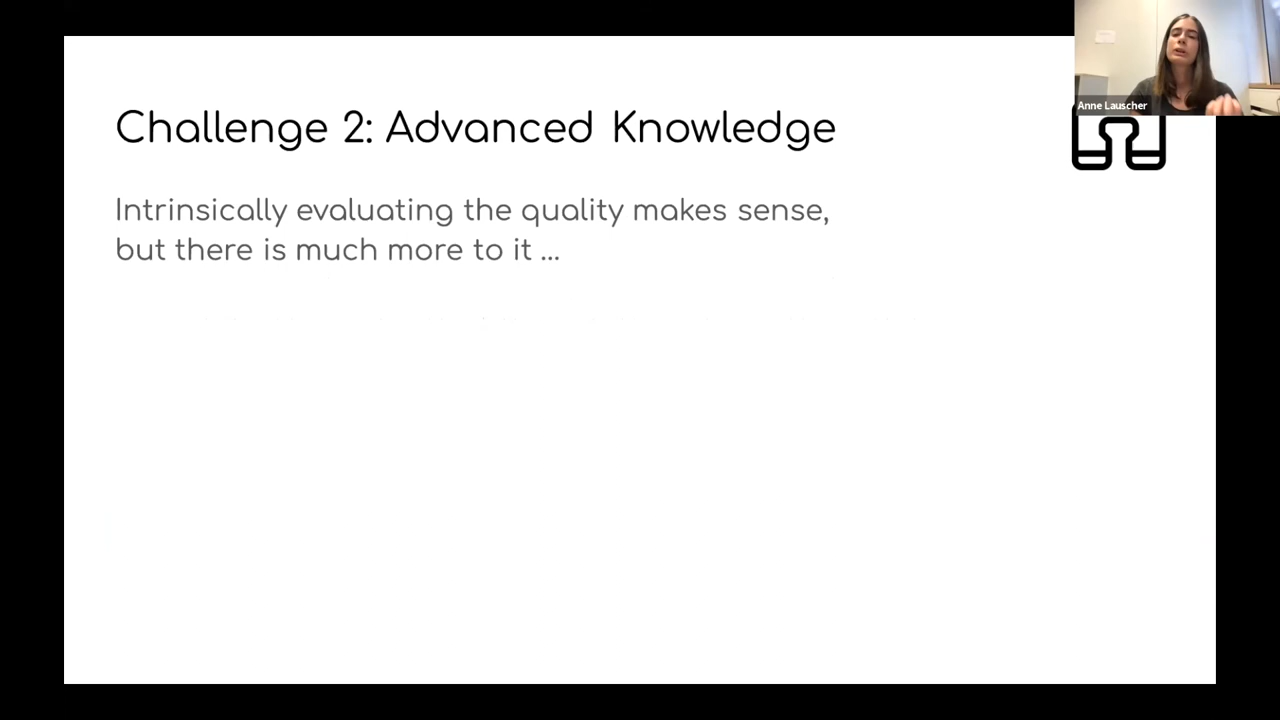 Anne Lauscher
Challenge 2: Advanced Knowledge
Intrinsically evaluating the quality makes sense,
but there is much more to it ...